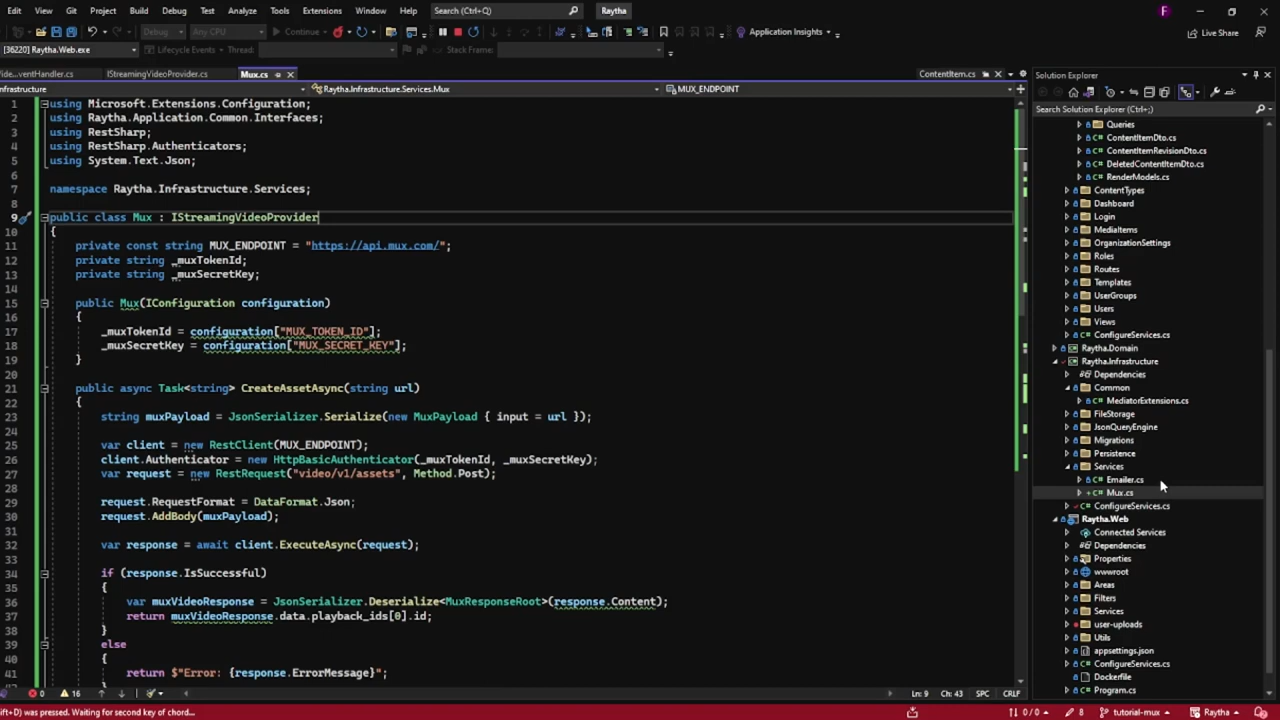 File Edit View Git Project Build Debug Test Analyze Tools Extensions Window Help Search (Ctrl+Q) Raytha
Debug Any CPU Continue Application Insights Live Share
[36220] Raytha.Web.exe Lifecycle Events Thread: Stack Frame:
ventHandler.cs IStreamingVideoProvider.cs Mux.cs ContentItem.cs Solution Explorer
Raytha.Infrastructure.Services.Mux MUX_ENDPOINT
Search Solution Explorer (Ctrl+;)
1 using Microsoft.Extensions.Configuration;
2 using Raytha.Application.Common.Interfaces;
3 using RestSharp;
4 using RestSharp.Authenticators;
5 using System.Text.Json;
6
7 namespace Raytha.Infrastructure.Services;
8
9 public class Mux : IStreamingVideoProvider
10 {
11 private const string MUX_ENDPOINT = "https://api.mux.com/";
12 private string _muxTokenId;
13 private string _muxSecretKey;
14
15 public Mux(IConfiguration configuration)
16 {
17 _muxTokenId = configuration["MUX_TOKEN_ID"];
18 _muxSecretKey = configuration["MUX_SECRET_KEY"];
19 }
20
21 public async Task<string> CreateAssetAsync(string url)
22 {
23 string muxPayload = JsonSerializer.Serialize(new MuxPayload { input = url });
24
25 var client = new RestClient(MUX_ENDPOINT);
26 client.Authenticator = new HttpBasicAuthenticator(_muxTokenId, _muxSecretKey);
27 var request = new RestRequest("video/v1/assets", Method.Post);
28
29 request.RequestFormat = DataFormat.Json;
30 request.AddBody(muxPayload);
31
32 var response = await client.ExecuteAsync(request);
33
34 if (response.IsSuccessful)
35 {
36 var muxVideoResponse = JsonSerializer.Deserialize<MuxResponseRoot>(response.Content);
37 return muxVideoResponse.data.playback_ids[0].id;
38 }
39 else
40 {
41 return $"Error: {response.ErrorMessage}";
Queries
ContentItemDto.cs
ContentItemRevisionDto.cs
DeletedContentItemDto.cs
RenderModels.cs
ContentTypes
Dashboard
Login
MediaItems
OrganizationSettings
Roles
Routes
Templates
UserGroups
Users
Views
ConfigureServices.cs
Raytha.Domain
Raytha.Infrastructure
Dependencies
Common
MediatorExtensions.cs
FileStorage
JsonQueryEngine
Migrations
Persistence
Services
Emailer.cs
Mux.cs
ConfigureServices.cs
Raytha.Web
Connected Services
Dependencies
Properties
wwwroot
Areas
Filters
Services
user-uploads
Utils
appsettings.json
ConfigureServices.cs
Dockerfile
Program.cs
0 16 Ln: 9 Ch: 43 SPC CRLF
ift+D) was pressed. Waiting for second key of chord... 0 / 0 8 tutorial-mux Raytha